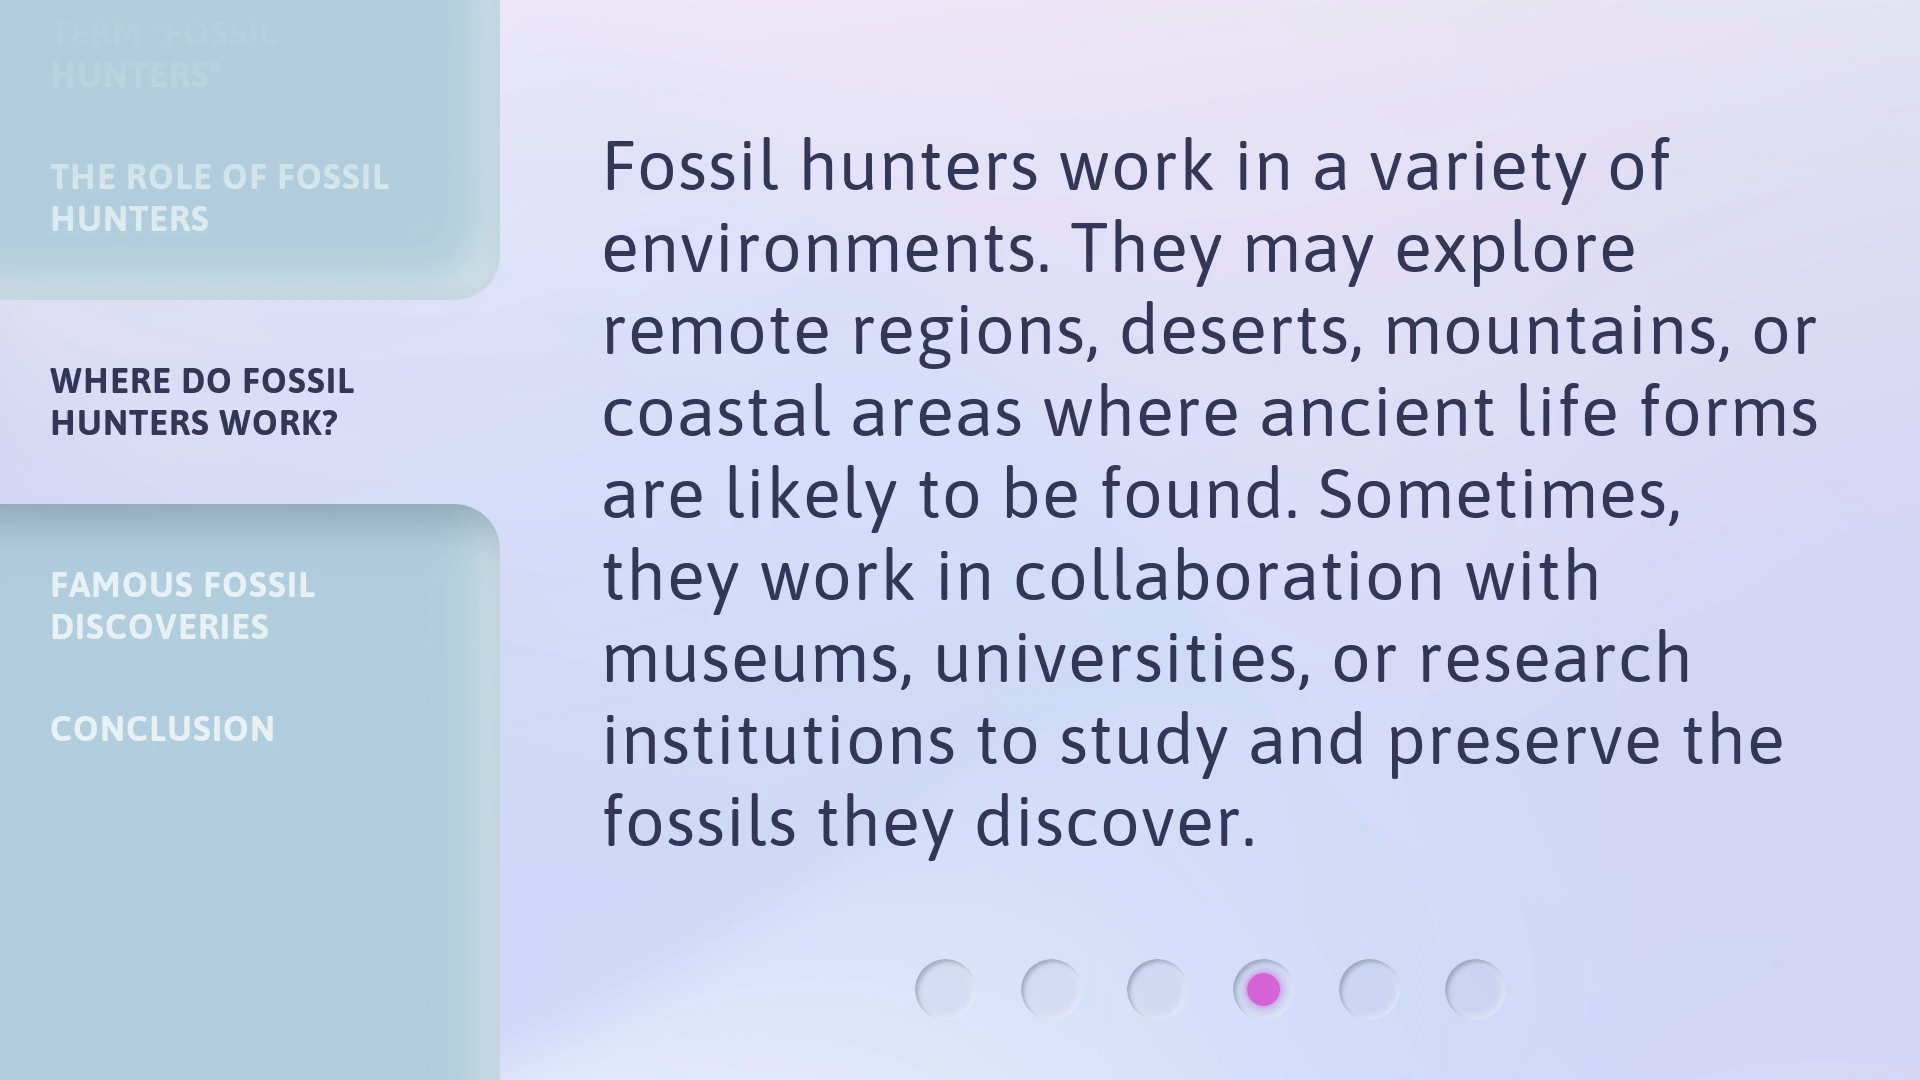 TERM "FOSSIL
HUNTERS"
THE ROLE OF FOSSIL
HUNTERS
WHERE DO FOSSIL
HUNTERS WORK?
FAMOUS FOSSIL
DISCOVERIES
CONCLUSION
Fossil hunters work in a variety of
environments. They may explore
remote regions, deserts, mountains, or
coastal areas where ancient life forms
are likely to be found. Sometimes,
they work in collaboration with
museums, universities, or research
institutions to study and preserve the
fossils they discover.